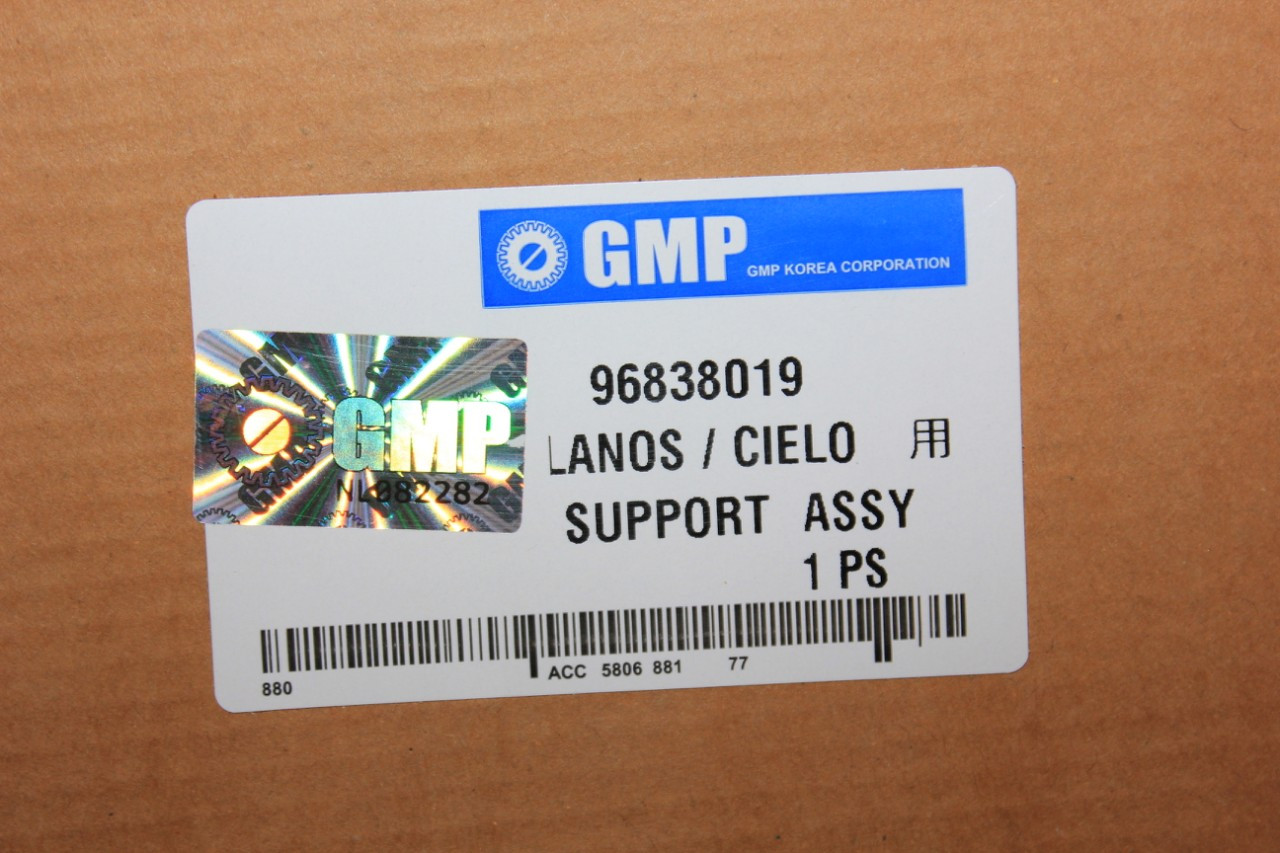 GMP GMP KOREA CORPORATION
96838019
GMP
NL082282
LANOS / CIELO 用
SUPPORT ASSY
1 PS
880 ACC 5806 881 77